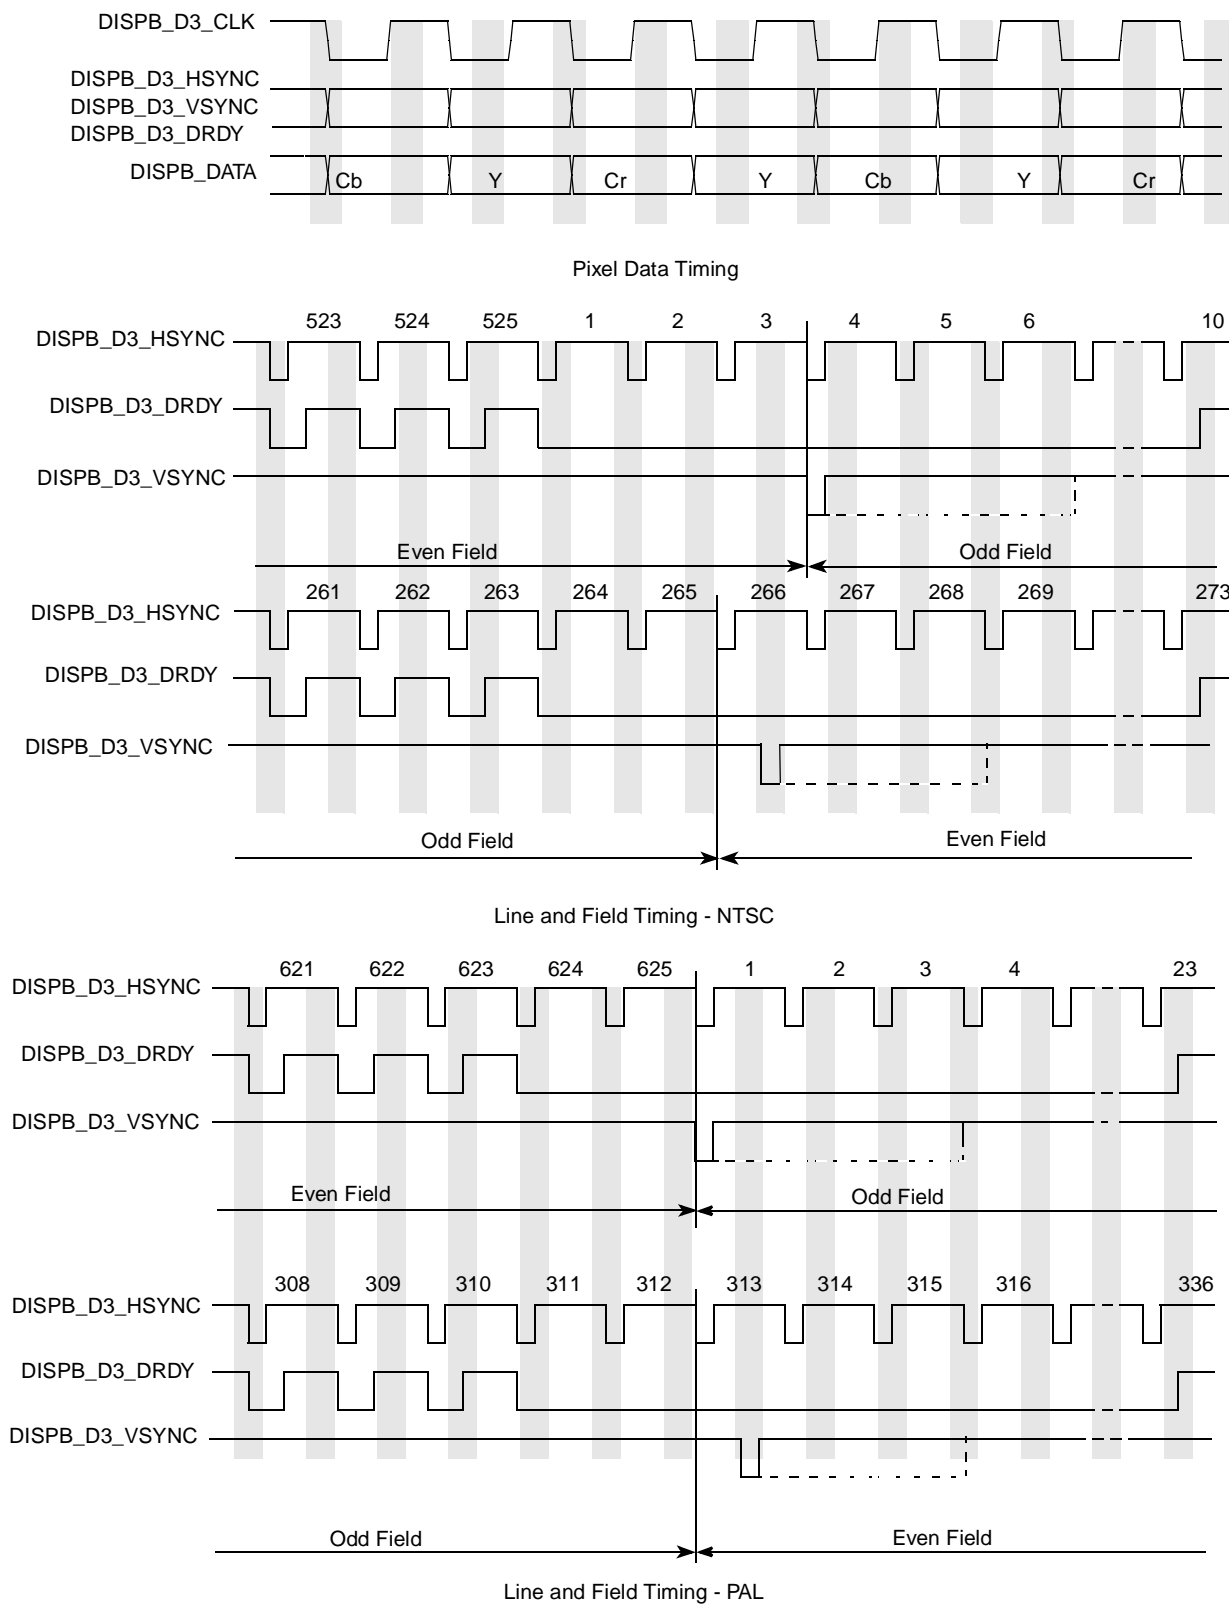 DISPB_D3_CLK
DISPB_D3_HSYNC
DISPB_D3_VSYNC
DISPB_D3_DRDY
DISPB_DATA
Cb Y Cr Y Cb Y Cr
Pixel Data Timing
523 524 525 1 2 3 4 5 6 10
DISPB_D3_HSYNC
DISPB_D3_DRDY
DISPB_D3_VSYNC
Even Field Odd Field
261 262 263 264 265 266 267 268 269 273
DISPB_D3_HSYNC
DISPB_D3_DRDY
DISPB_D3_VSYNC
Odd Field Even Field
Line and Field Timing - NTSC
621 622 623 624 625 1 2 3 4 23
DISPB_D3_HSYNC
DISPB_D3_DRDY
DISPB_D3_VSYNC
Even Field Odd Field
308 309 310 311 312 313 314 315 316 336
DISPB_D3_HSYNC
DISPB_D3_DRDY
DISPB_D3_VSYNC
Odd Field Even Field
Line and Field Timing - PAL